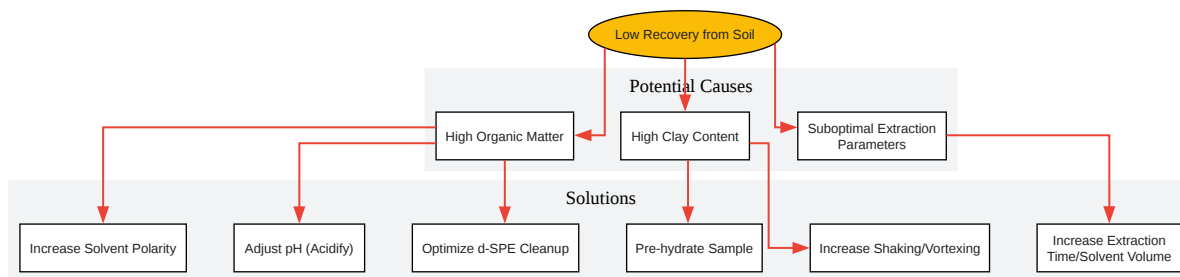 Low Recovery from Soil
Potential Causes
High Organic Matter
High Clay Content
Suboptimal Extraction
Parameters
Solutions
Increase Solvent Polarity
Adjust pH (Acidify)
Optimize d-SPE Cleanup
Pre-hydrate Sample
Increase Shaking/Vortexing
Increase Extraction
Time/Solvent Volume